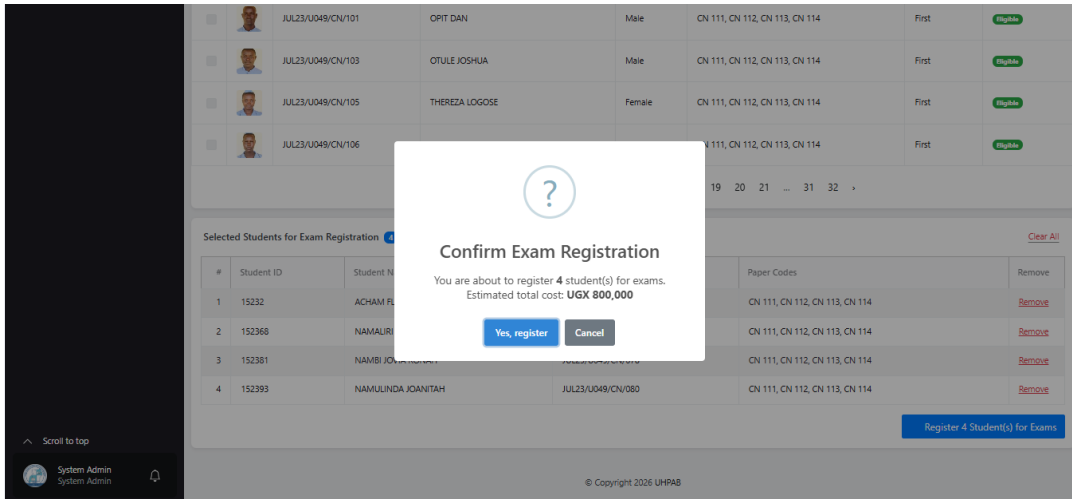 JUL23/U049/CN/101 OPIT DAN Male CN 111, CN 112, CN 113, CN 114 First Eligible
JUL23/U049/CN/103 OTULE JOSHUA Male CN 111, CN 112, CN 113, CN 114 First Eligible
JUL23/U049/CN/105 THEREZA LOGOSE Female CN 111, CN 112, CN 113, CN 114 First Eligible
JUL23/U049/CN/106 111, CN 112, CN 113, CN 114 First Eligible
19 20 21 ... 31 32 ›
Selected Students for Exam Registration 4 Clear All
# Student ID Student N Paper Codes Remove
1 15232 ACHAM FL CN 111, CN 112, CN 113, CN 114 Remove
2 152368 NAMAURI CN 111, CN 112, CN 113, CN 114 Remove
3 152381 NAMBI CN 111, CN 112, CN 113, CN 114 Remove
4 152393 NAMULINDA JOANITAH JUL23/U049/CN/080 CN 111, CN 112, CN 113, CN 114 Remove
Register 4 Student(s) for Exams
?
Confirm Exam Registration
You are about to register 4 student(s) for exams.
Estimated total cost: UGX 800,000
Yes, register Cancel
Scroll to top
System Admin
System Admin
© Copyright 2026 UHPAB